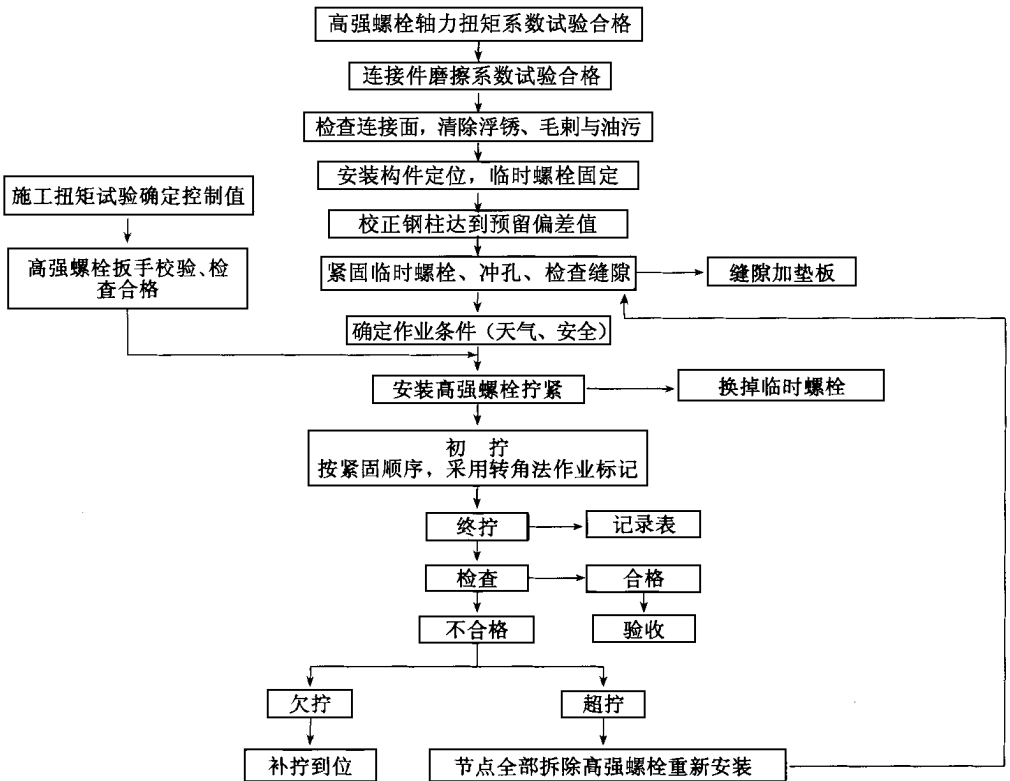 高强螺栓轴力扭矩系数试验合格
连接件磨擦系数试验合格
检查连接面，清除浮锈、毛刺与油污
安装构件定位，临时螺栓固定
施工扭矩试验确定控制值
校正钢柱达到预留偏差值
高强螺栓扳手校验、检
查合格
紧固临时螺栓、冲孔、检查缝隙
缝隙加垫板
确定作业条件（天气、安全）
安装高强螺栓拧紧
换掉临时螺栓
初 拧
按紧固顺序，采用转角法作业标记
终拧
记录表
检查
合格
不合格
验收
欠拧
超拧
补拧到位
节点全部拆除高强螺栓重新安装